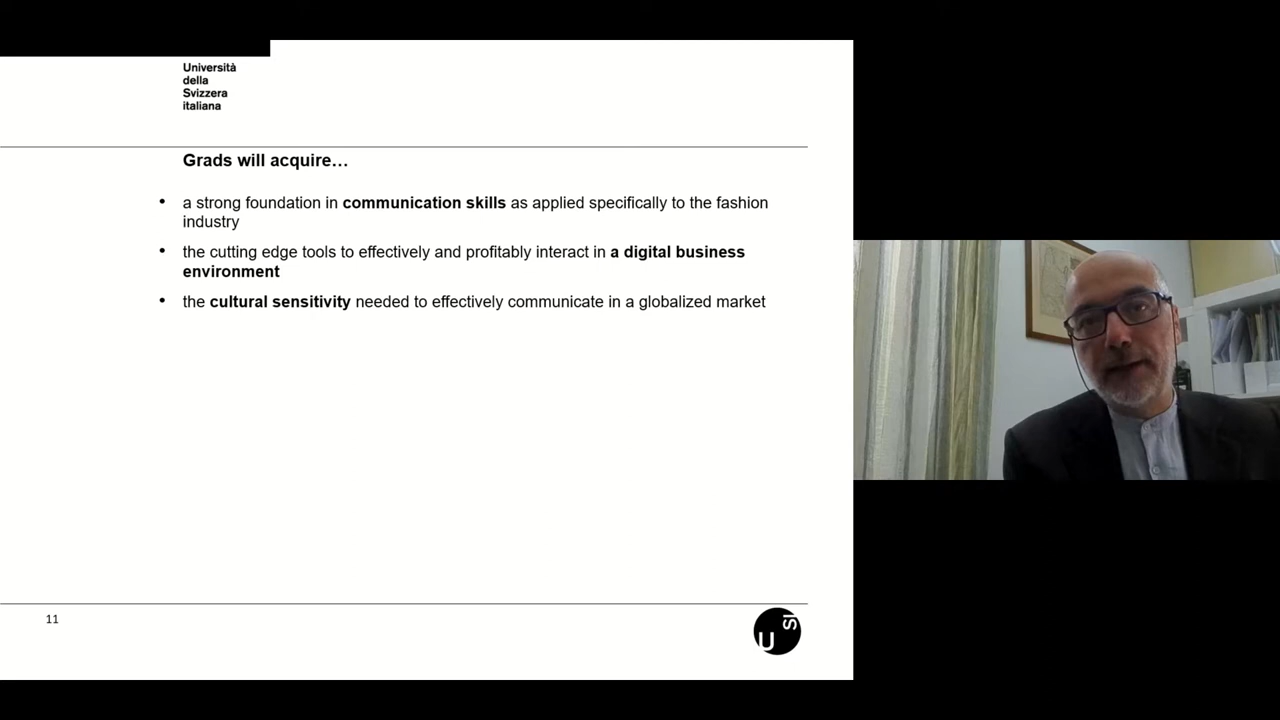 Università
della
Svizzera
italiana
Grads will acquire…
• a strong foundation in communication skills as applied specifically to the fashion
industry
• the cutting edge tools to effectively and profitably interact in a digital business
environment
• the cultural sensitivity needed to effectively communicate in a globalized market
11
U
SI